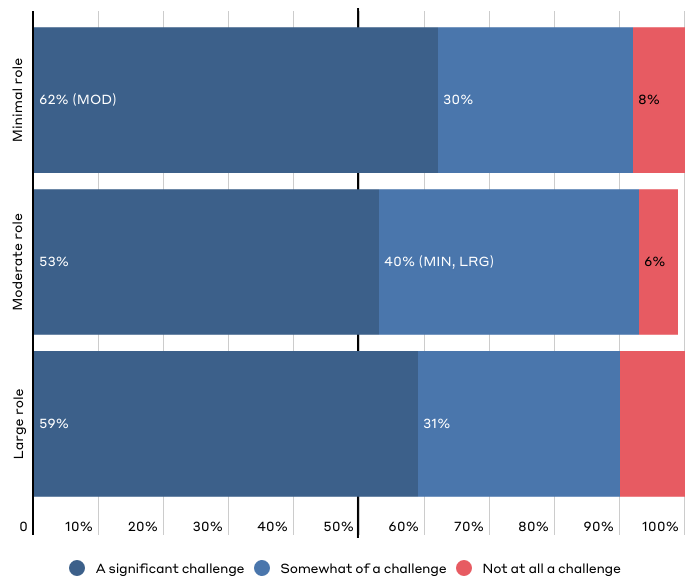 Minimal role
62% (MOD)
30%
8%
Moderate role
53%
40% (MIN, LRG)
6%
Large role
59%
31%
0 10% 20% 30% 40% 50% 60% 70% 80% 90% 100%
A significant challenge Somewhat of a challenge Not at all a challenge